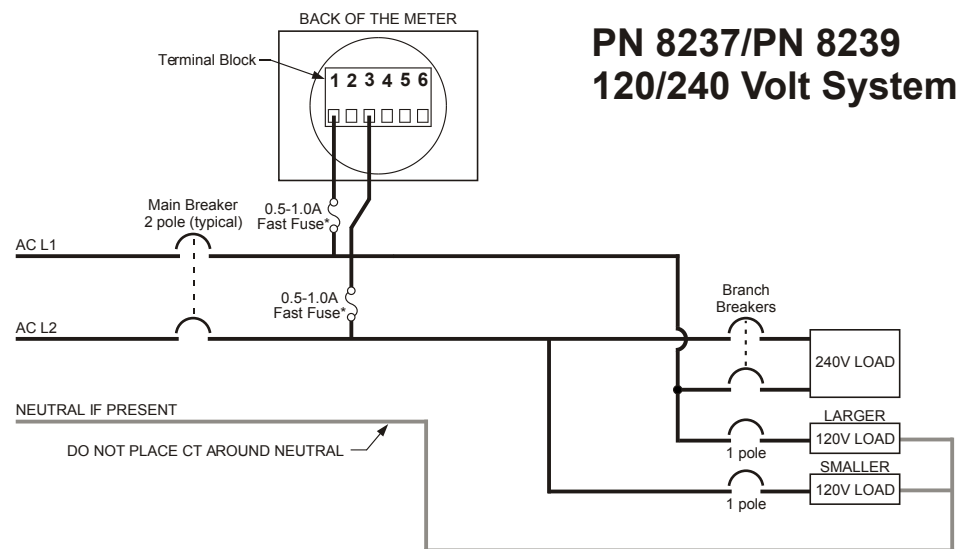 BACK OF THE METER
PN 8237/PN 8239
120/240 Volt System
Terminal Block
1 2 3 4 5 6
Main Breaker
2 pole (typical)
0.5-1.0A
Fast Fuse*
AC L1
0.5-1.0A
Fast Fuse*
Branch
Breakers
AC L2
240V LOAD
NEUTRAL IF PRESENT
DO NOT PLACE CT AROUND NEUTRAL
LARGER
120V LOAD
1 pole
SMALLER
120V LOAD
1 pole